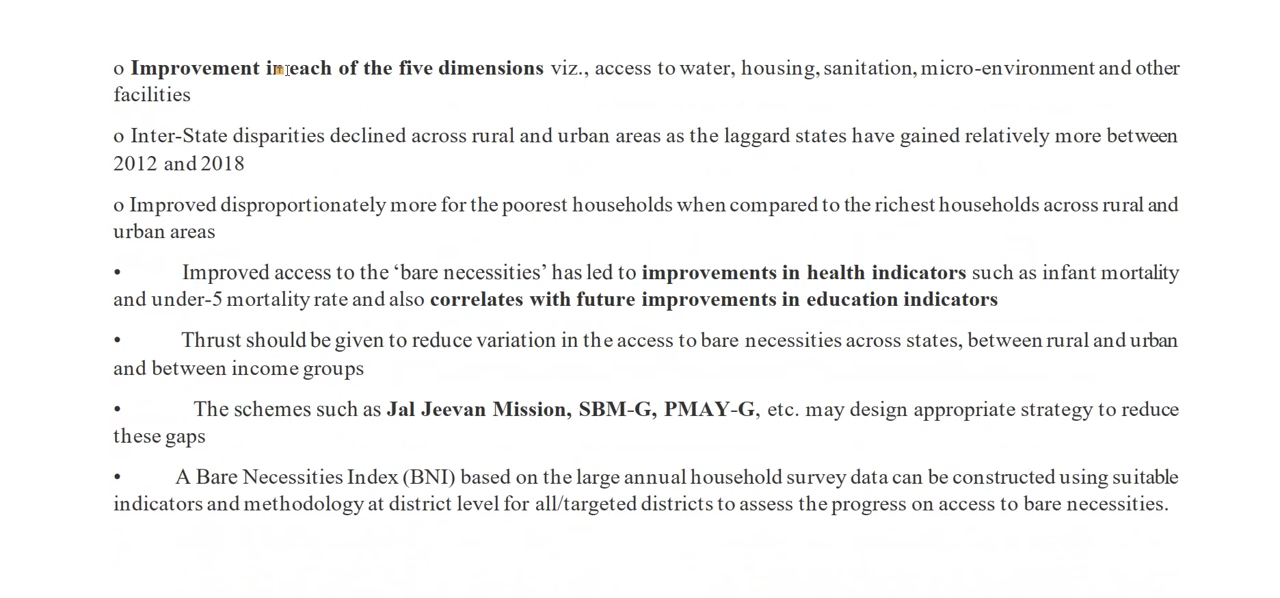 o Improvement in each of the five dimensions viz., access to water, housing, sanitation, micro-environment and other
facilities
o Inter-State disparities declined across rural and urban areas as the laggard states have gained relatively more between
2012 and 2018
o Improved disproportionately more for the poorest households when compared to the richest households across rural and
urban areas
• Improved access to the ‘bare necessities’ has led to improvements in health indicators such as infant mortality
and under-5 mortality rate and also correlates with future improvements in education indicators
• Thrust should be given to reduce variation in the access to bare necessities across states, between rural and urban
and between income groups
• The schemes such as Jal Jeevan Mission, SBM-G, PMAY-G, etc. may design appropriate strategy to reduce
these gaps
• A Bare Necessities Index (BNI) based on the large annual household survey data can be constructed using suitable
indicators and methodology at district level for all/targeted districts to assess the progress on access to bare necessities.